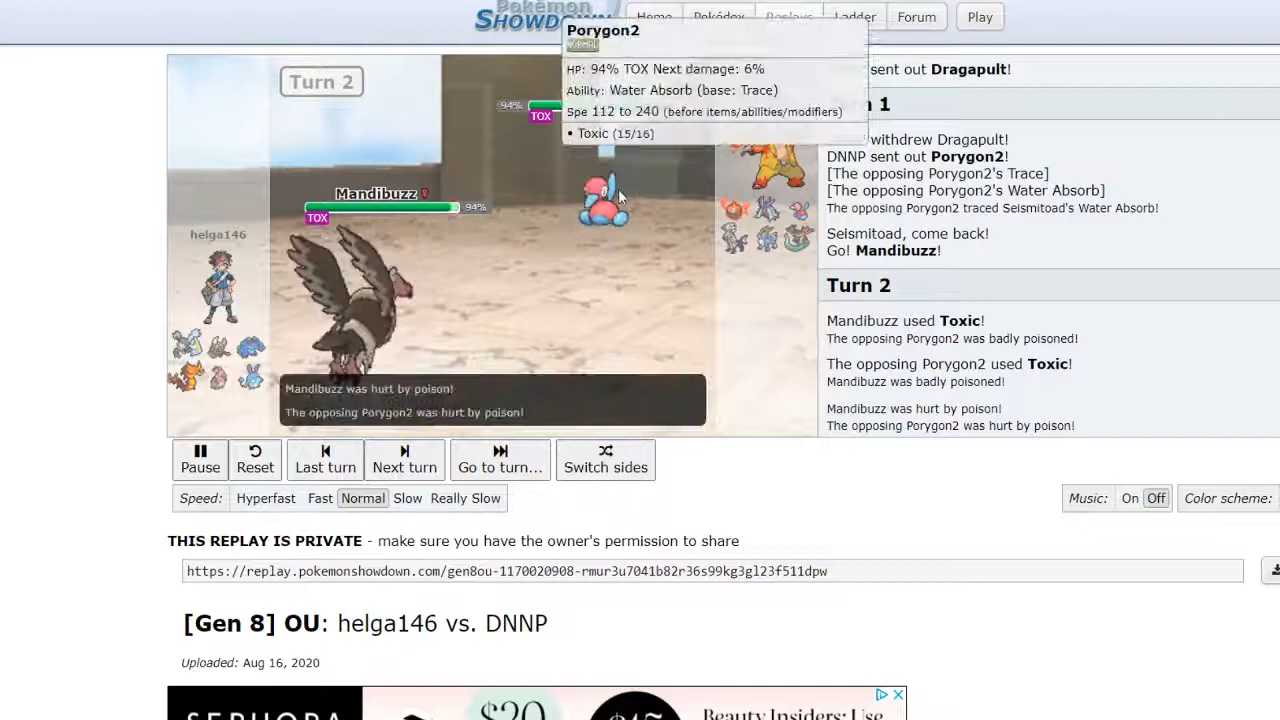 Pokémon
SHOWDOWN
Home
Pokédex
Replays
Ladder
Forum
Play
Porygon2
NORMAL
HP: 94% TOX Next damage: 6%
Ability: Water Absorb (base: Trace)
Spe 112 to 240 (before items/abilities/modifiers)
• Toxic (15/16)
Turn 2
94%
TOX
Mandibuzz
94%
TOX
helga146
Mandibuzz was hurt by poison!
The opposing Porygon2 was hurt by poison!
sent out Dragapult!
1
withdrew Dragapult!
DNNP sent out Porygon2!
[The opposing Porygon2's Trace]
[The opposing Porygon2's Water Absorb]
The opposing Porygon2 traced Seismitoad's Water Absorb!
Seismitoad, come back!
Go! Mandibuzz!
Turn 2
Mandibuzz used Toxic!
The opposing Porygon2 was badly poisoned!
The opposing Porygon2 used Toxic!
Mandibuzz was badly poisoned!
Mandibuzz was hurt by poison!
The opposing Porygon2 was hurt by poison!
Pause
Reset
Last turn
Next turn
Go to turn...
Switch sides
Speed: Hyperfast Fast Normal Slow Really Slow
Music: On Off
Color scheme:
THIS REPLAY IS PRIVATE - make sure you have the owner's permission to share
https://replay.pokemonshowdown.com/gen8ou-1170020908-rmur3u7041b82r36s99kg3gl23f511dpw
[Gen 8] OU: helga146 vs. DNNP
Uploaded: Aug 16, 2020
SEPHORA
$20
Beauty Insiders: Use